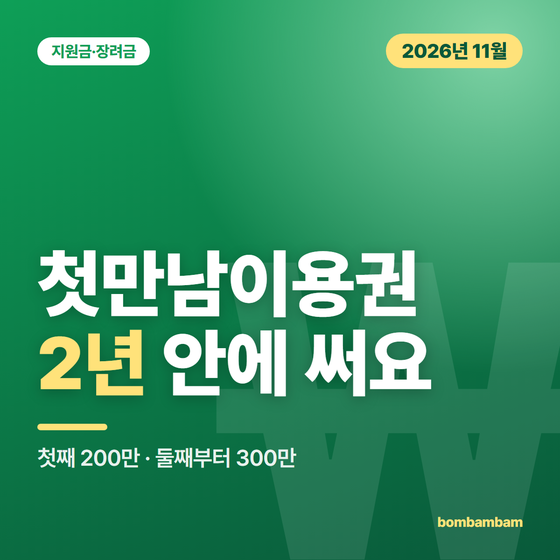 지원금·장려금
2026년 11월
첫만남이용권
2년 안에 써요
첫째 200만 · 둘째부터 300만
bombambam